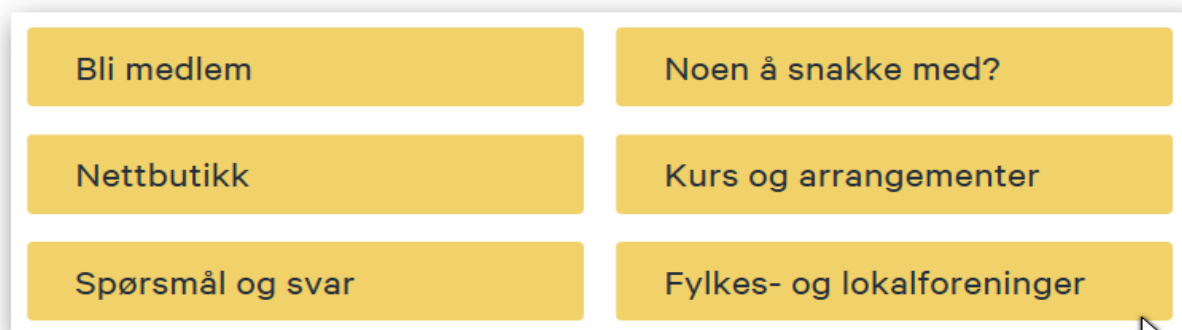 Bli medlem
Noen å snakke med?
Nettbutikk
Kurs og arrangementer
Spørsmål og svar
Fylkes- og lokalforeninger